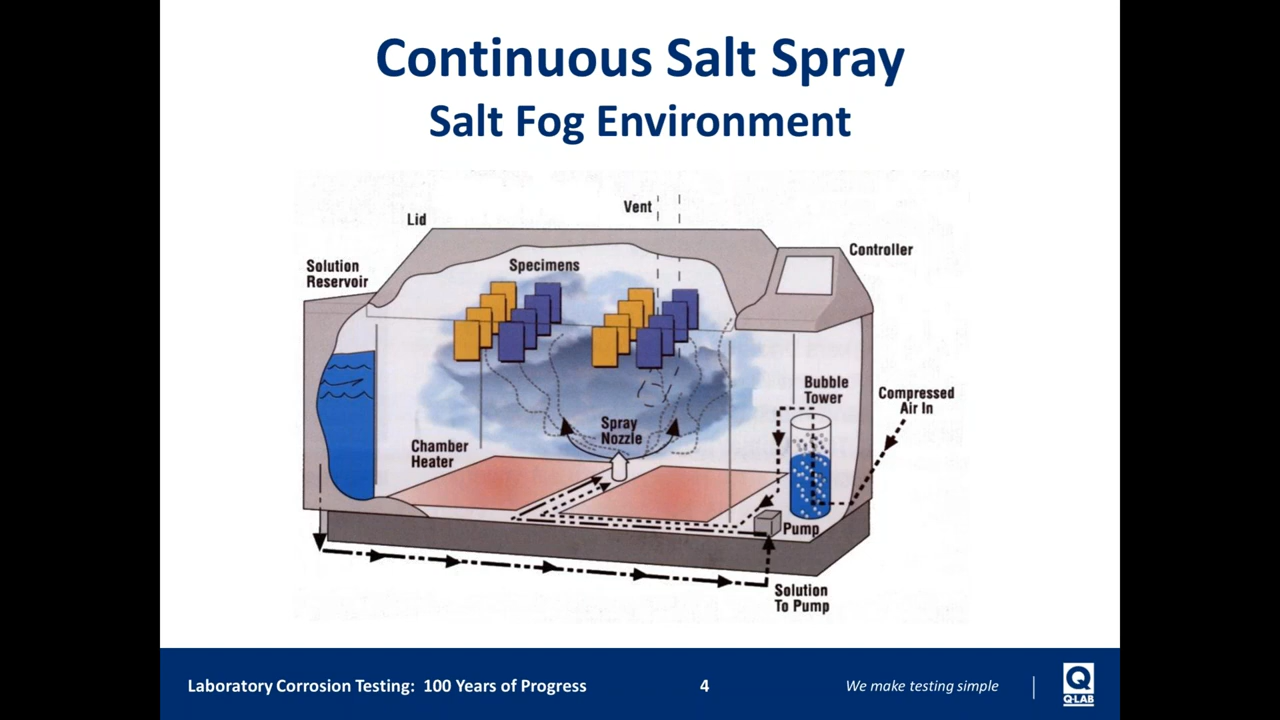 Continuous Salt Spray
Salt Fog Environment
Vent
Lid
Controller
Solution
Reservoir
Specimens
Bubble
Tower
Compressed
Air In
Spray
Nozzle
Chamber
Heater
Pump
Solution
To Pump
Laboratory Corrosion Testing: 100 Years of Progress
4
We make testing simple
Q
Q-LAB